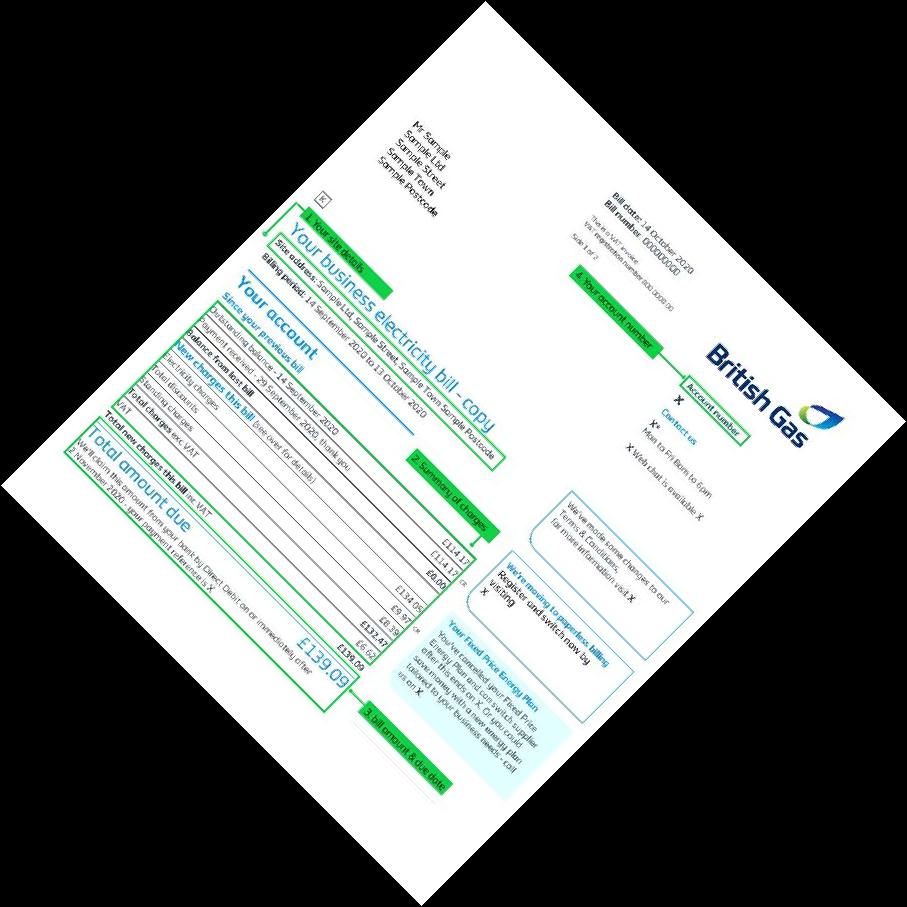 British Gas
Mr Sample
Sample Ltd
Sample Street
Sample Town
Sample Postcode
Bill date: 14 October 2020
Bill number: 000000000
This is a VAT invoice
VAT registration number 800 0000 00
Side 1 of 2
K
1. Your site details
Your business electricity bill - copy
Site address: Sample Ltd, Sample Street, Sample Town Sample Postcode
Billing period: 14 September 2020 to 13 October 2020
4. Your account number
Account number
X
Contact us
X*
Mon to Fri 8am to 6pm
X Web chat is available X
Your account
Since your previous bill
2. Summary of charges
Outstanding balance - 14 September 2020 £114.17
Payment received - 29 September 2020, thank you £114.17 CR
Balance from last bill £0.00
New charges this bill (see over for details)
Electricity charges £134.05
Total discounts £9.97 CR
Standing charges £8.39
Total charges exc VAT £132.47
VAT £6.62
Total new charges this bill inc VAT £139.09
Total amount due £139.09
We'll claim this amount from your bank by Direct Debit on or immediately after
2 November 2020 - your payment reference is X
3. bill amount & due date
We've made some changes to our
Terms & Conditions,
for more information visit X
We're moving to paperless billing
Register and switch now by
visiting
X
Your Fixed Price Energy Plan
You've cancelled your Fixed Price
Energy Plan and can switch supplier
after this ends on X. Or you could
save money with a new energy plan
tailored to your business needs - call
us on X